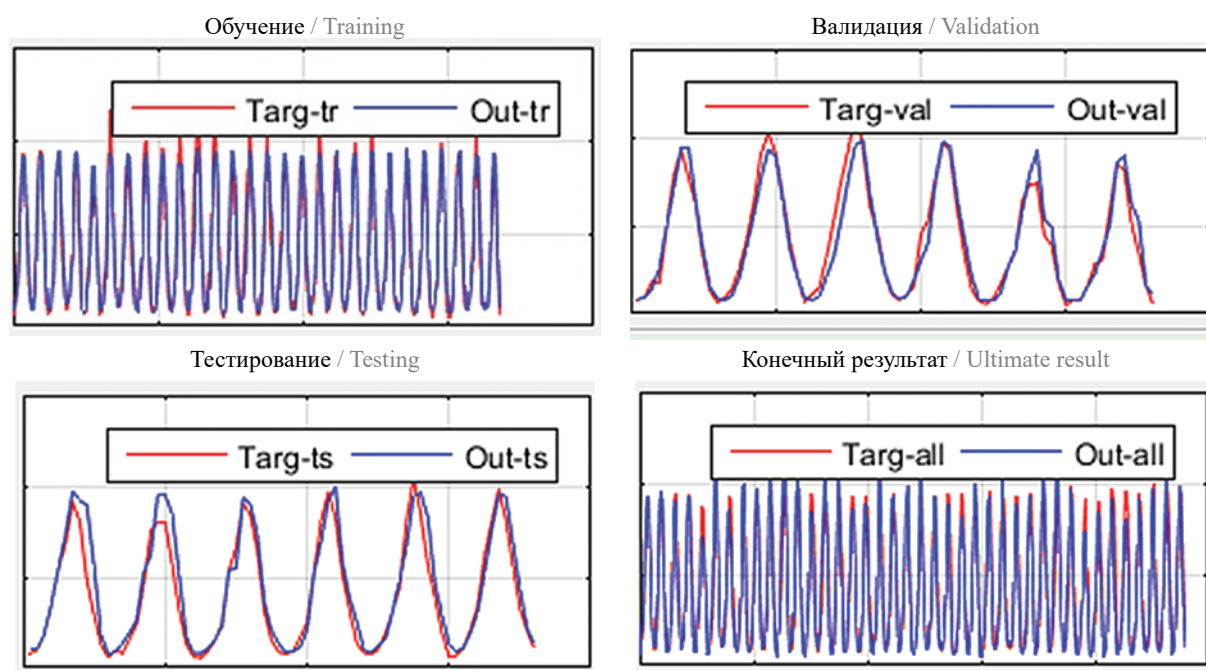 Обучение / Training
Targ-tr Out-tr
Валидация / Validation
Targ-val Out-val
Тестирование / Testing
Targ-ts Out-ts
Конечный результат / Ultimate result
Targ-all Out-all